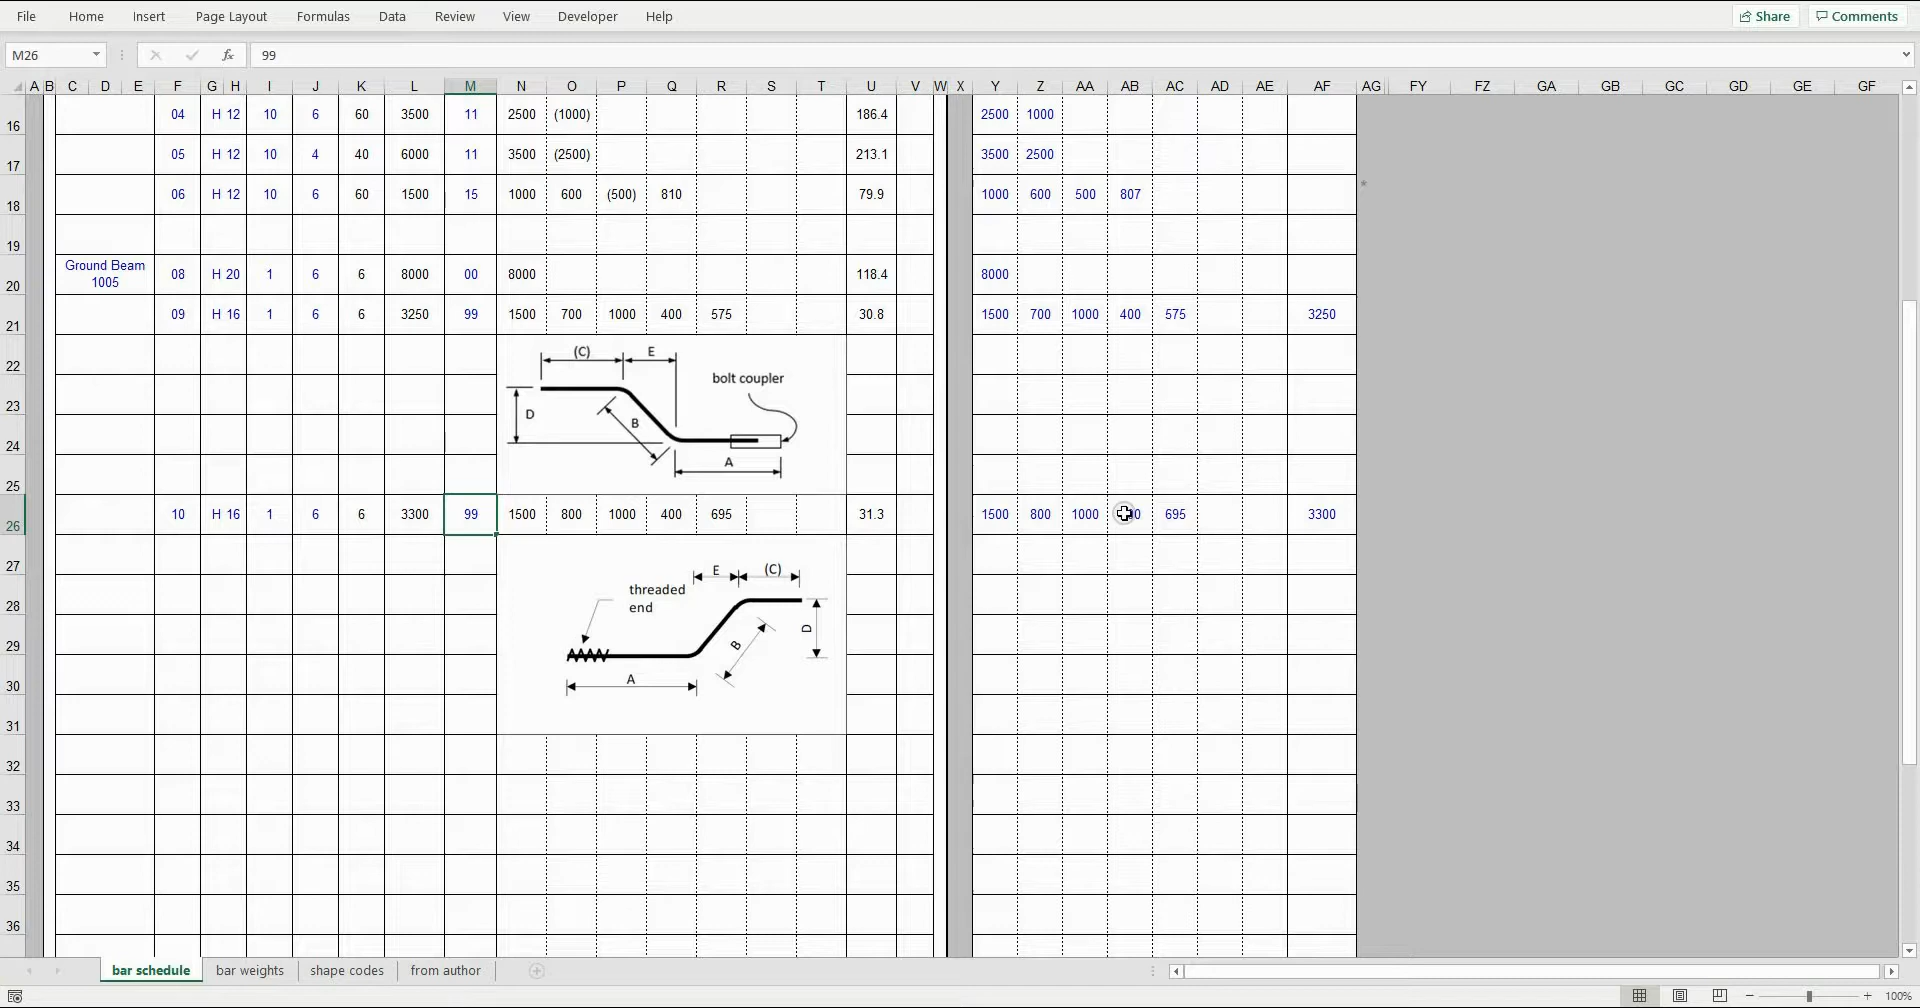 File Home Insert Page Layout Formulas Data Review View Developer Help Share Comments
M26 fx 99
A B C D E F G H I J K L M N O P Q R S T U V W X Y Z AA AB AC AD AE AF AG FY FZ GA GB GC GD GE GF
16 04 H 12 10 6 60 3500 11 2500 (1000) 186.4 2500 1000
17 05 H 12 10 4 40 6000 11 3500 (2500) 213.1 3500 2500
18 06 H 12 10 6 60 1500 15 1000 600 (500) 810 79.9 1000 600 500 807 *
19
20 Ground Beam 08 H 20 1 6 6 8000 00 8000 118.4 8000
1005
21 09 H 16 1 6 6 3250 99 1500 700 1000 400 575 30.8 1500 700 1000 400 575 3250
22 (C) E
bolt coupler
23 D
24 B
25 A
26 10 H 16 1 6 6 3300 99 1500 800 1000 400 695 31.3 1500 800 1000 695 3300
27 E (C)
28 threaded
end
29 B D
30 A
31
32
33
34
35
36
bar schedule bar weights shape codes from author
100%